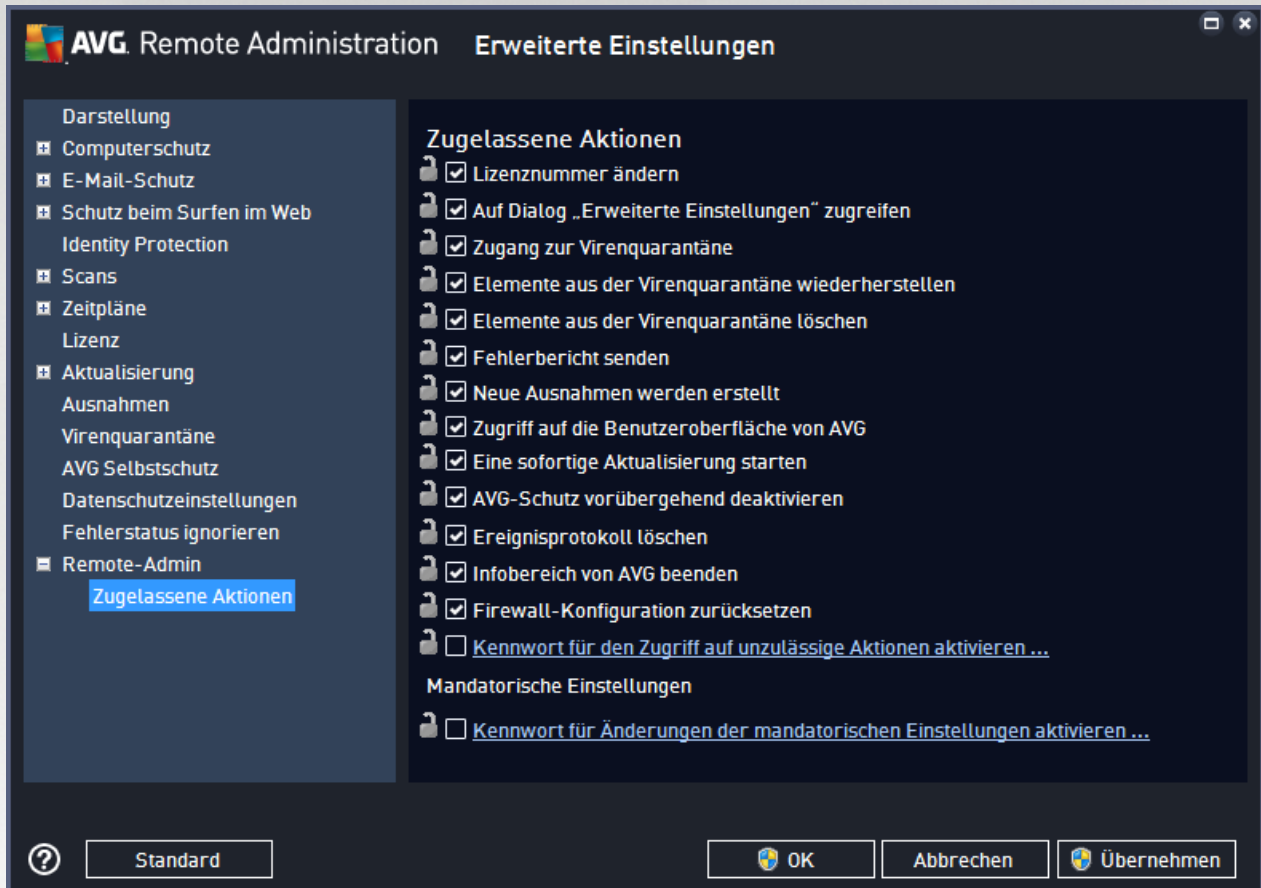 AVG. Remote Administration Erweiterte Einstellungen
Darstellung
Computerschutz
E-Mail-Schutz
Schutz beim Surfen im Web
Identity Protection
Scans
Zeitpläne
Lizenz
Aktualisierung
Ausnahmen
Virenquarantäne
AVG Selbstschutz
Datenschutzeinstellungen
Fehlerstatus ignorieren
Remote-Admin
Zugelassene Aktionen
Zugelassene Aktionen
Lizenznummer ändern
Auf Dialog „Erweiterte Einstellungen“ zugreifen
Zugang zur Virenquarantäne
Elemente aus der Virenquarantäne wiederherstellen
Elemente aus der Virenquarantäne löschen
Fehlerbericht senden
Neue Ausnahmen werden erstellt
Zugriff auf die Benutzeroberfläche von AVG
Eine sofortige Aktualisierung starten
AVG-Schutz vorübergehend deaktivieren
Ereignisprotokoll löschen
Infobereich von AVG beenden
Firewall-Konfiguration zurücksetzen
Kennwort für den Zugriff auf unzulässige Aktionen aktivieren ...
Mandatorische Einstellungen
Kennwort für Änderungen der mandatorischen Einstellungen aktivieren ...
? Standard OK Abbrechen Übernehmen